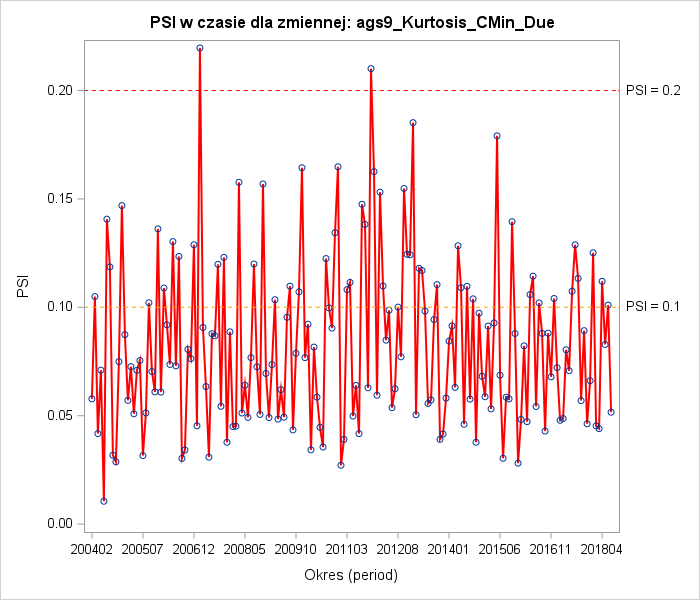 PSI w czasie dla zmiennej: ags9_Kurtosis_CMin_Due
0.20
PSI = 0.2
0.15
PSI
0.10
PSI = 0.1
0.05
0.00
200402 200507 200612 200805 200910 201103 201208 201401 201506 201611 201804
Okres (period)